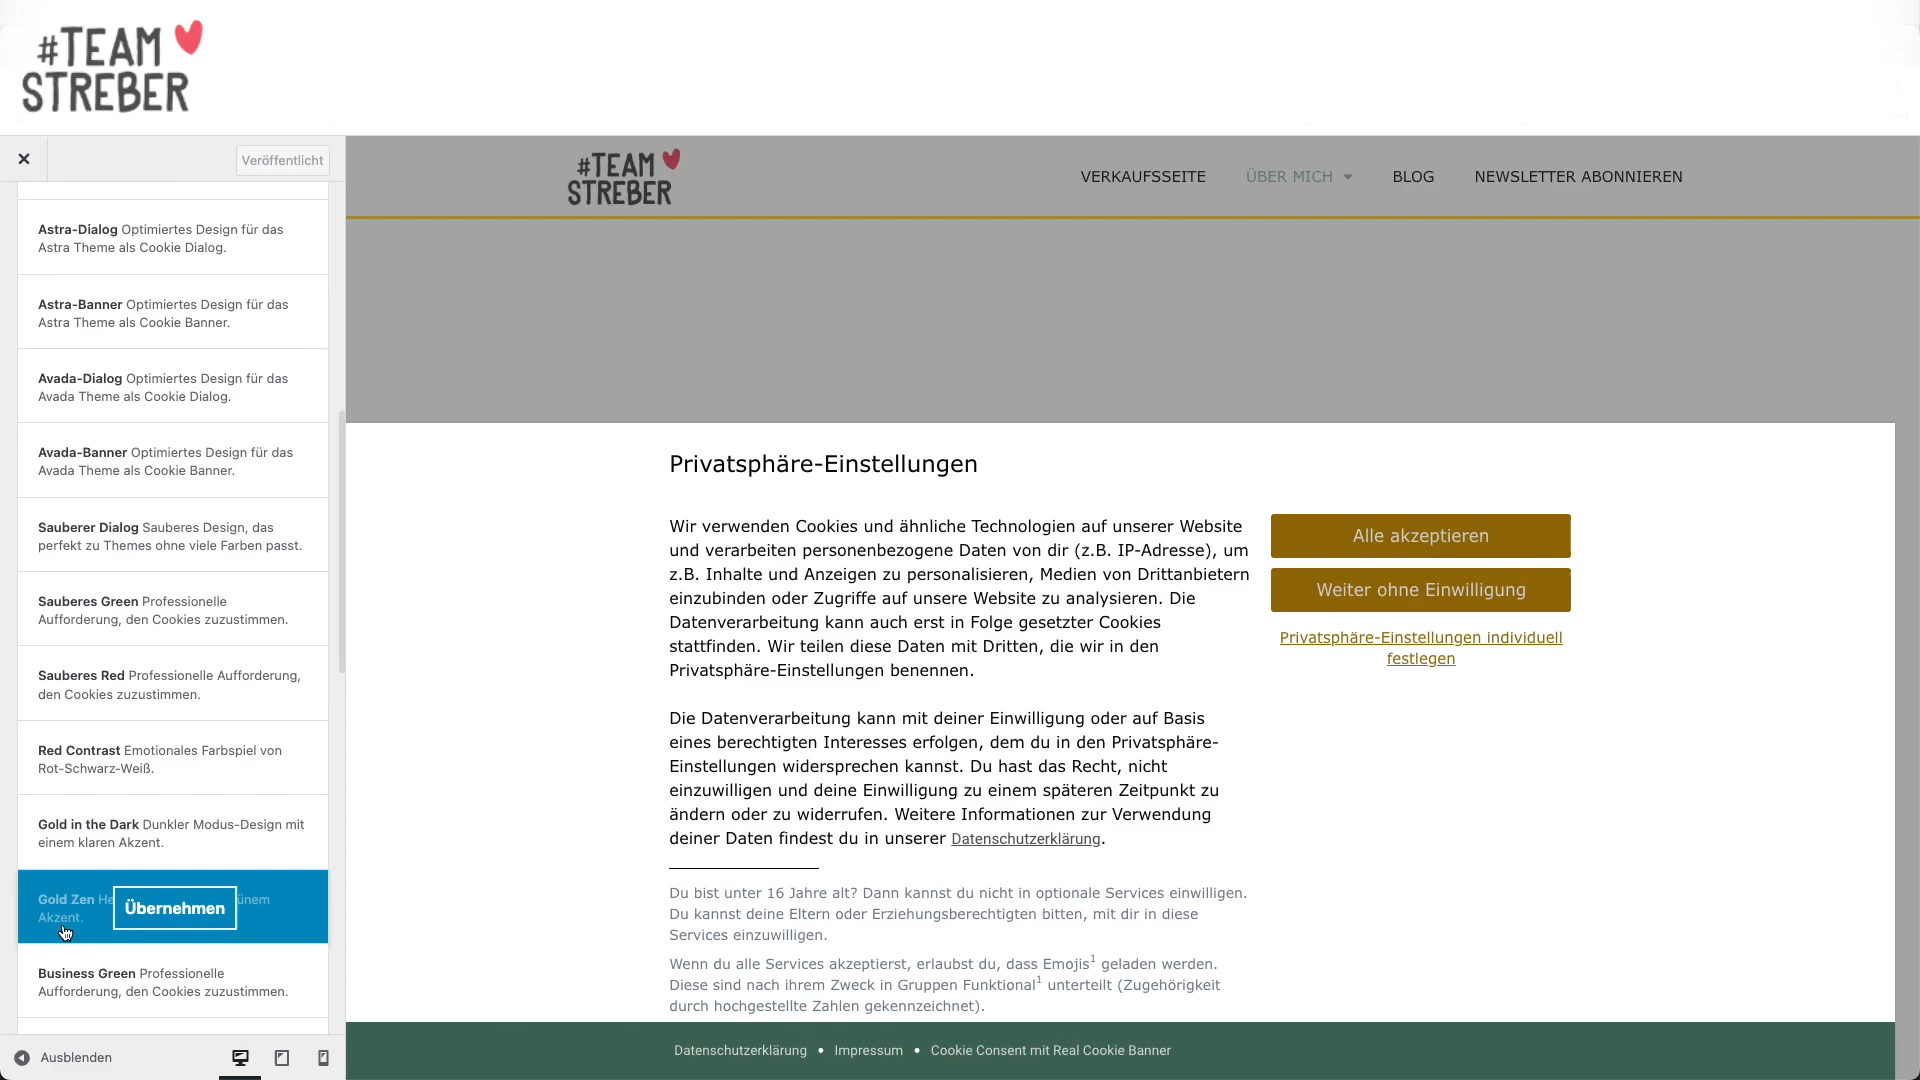 #TEAM
STREBER
Veröffentlicht
Astra-Dialog Optimiertes Design für das
Astra Theme als Cookie Dialog.
Astra-Banner Optimiertes Design für das
Astra Theme als Cookie Banner.
Avada-Dialog Optimiertes Design für das
Avada Theme als Cookie Dialog.
Avada-Banner Optimiertes Design für das
Avada Theme als Cookie Banner.
Sauberer Dialog Sauberes Design, das
perfekt zu Themes ohne viele Farben passt.
Sauberes Green Professionelle
Aufforderung, den Cookies zuzustimmen.
Sauberes Red Professionelle Aufforderung,
den Cookies zuzustimmen.
Red Contrast Emotionales Farbspiel von
Rot-Schwarz-Weiß.
Gold in the Dark Dunkler Modus-Design mit
einem klaren Akzent.
Gold Zen
Akzent.
Übernehmen
Business Green Professionelle
Aufforderung, den Cookies zuzustimmen.
Ausblenden
#TEAM
STREBER
VERKAUFSSEITE ÜBER MICH BLOG NEWSLETTER ABONNIEREN
Privatsphäre-Einstellungen
Wir verwenden Cookies und ähnliche Technologien auf unserer Website
und verarbeiten personenbezogene Daten von dir (z.B. IP-Adresse), um
z.B. Inhalte und Anzeigen zu personalisieren, Medien von Drittanbietern
einzubinden oder Zugriffe auf unsere Website zu analysieren. Die
Datenverarbeitung kann auch erst in Folge gesetzter Cookies
stattfinden. Wir teilen diese Daten mit Dritten, die wir in den
Privatsphäre-Einstellungen benennen.
Die Datenverarbeitung kann mit deiner Einwilligung oder auf Basis
eines berechtigten Interesses erfolgen, dem du in den Privatsphäre-
Einstellungen widersprechen kannst. Du hast das Recht, nicht
einzuwilligen und deine Einwilligung zu einem späteren Zeitpunkt zu
ändern oder zu widerrufen. Weitere Informationen zur Verwendung
deiner Daten findest du in unserer Datenschutzerklärung.
Du bist unter 16 Jahre alt? Dann kannst du nicht in optionale Services einwilligen.
Du kannst deine Eltern oder Erziehungsberechtigten bitten, mit dir in diese
Services einzuwilligen.
Wenn du alle Services akzeptierst, erlaubst du, dass Emojis¹ geladen werden.
Diese sind nach ihrem Zweck in Gruppen Funktional¹ unterteilt (Zugehörigkeit
durch hochgestellte Zahlen gekennzeichnet).
Alle akzeptieren
Weiter ohne Einwilligung
Privatsphäre-Einstellungen individuell
festlegen
Datenschutzerklärung • Impressum • Cookie Consent mit Real Cookie Banner